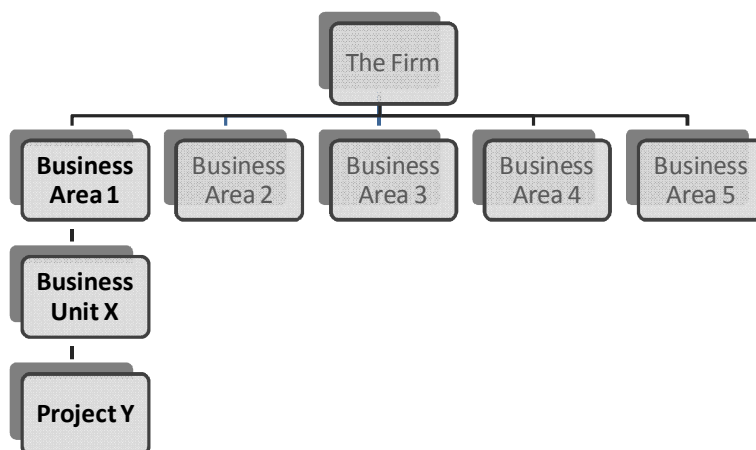 The Firm
Business
Area 1
Business
Area 2
Business
Area 3
Business
Area 4
Business
Area 5
Business
Unit X
Project Y